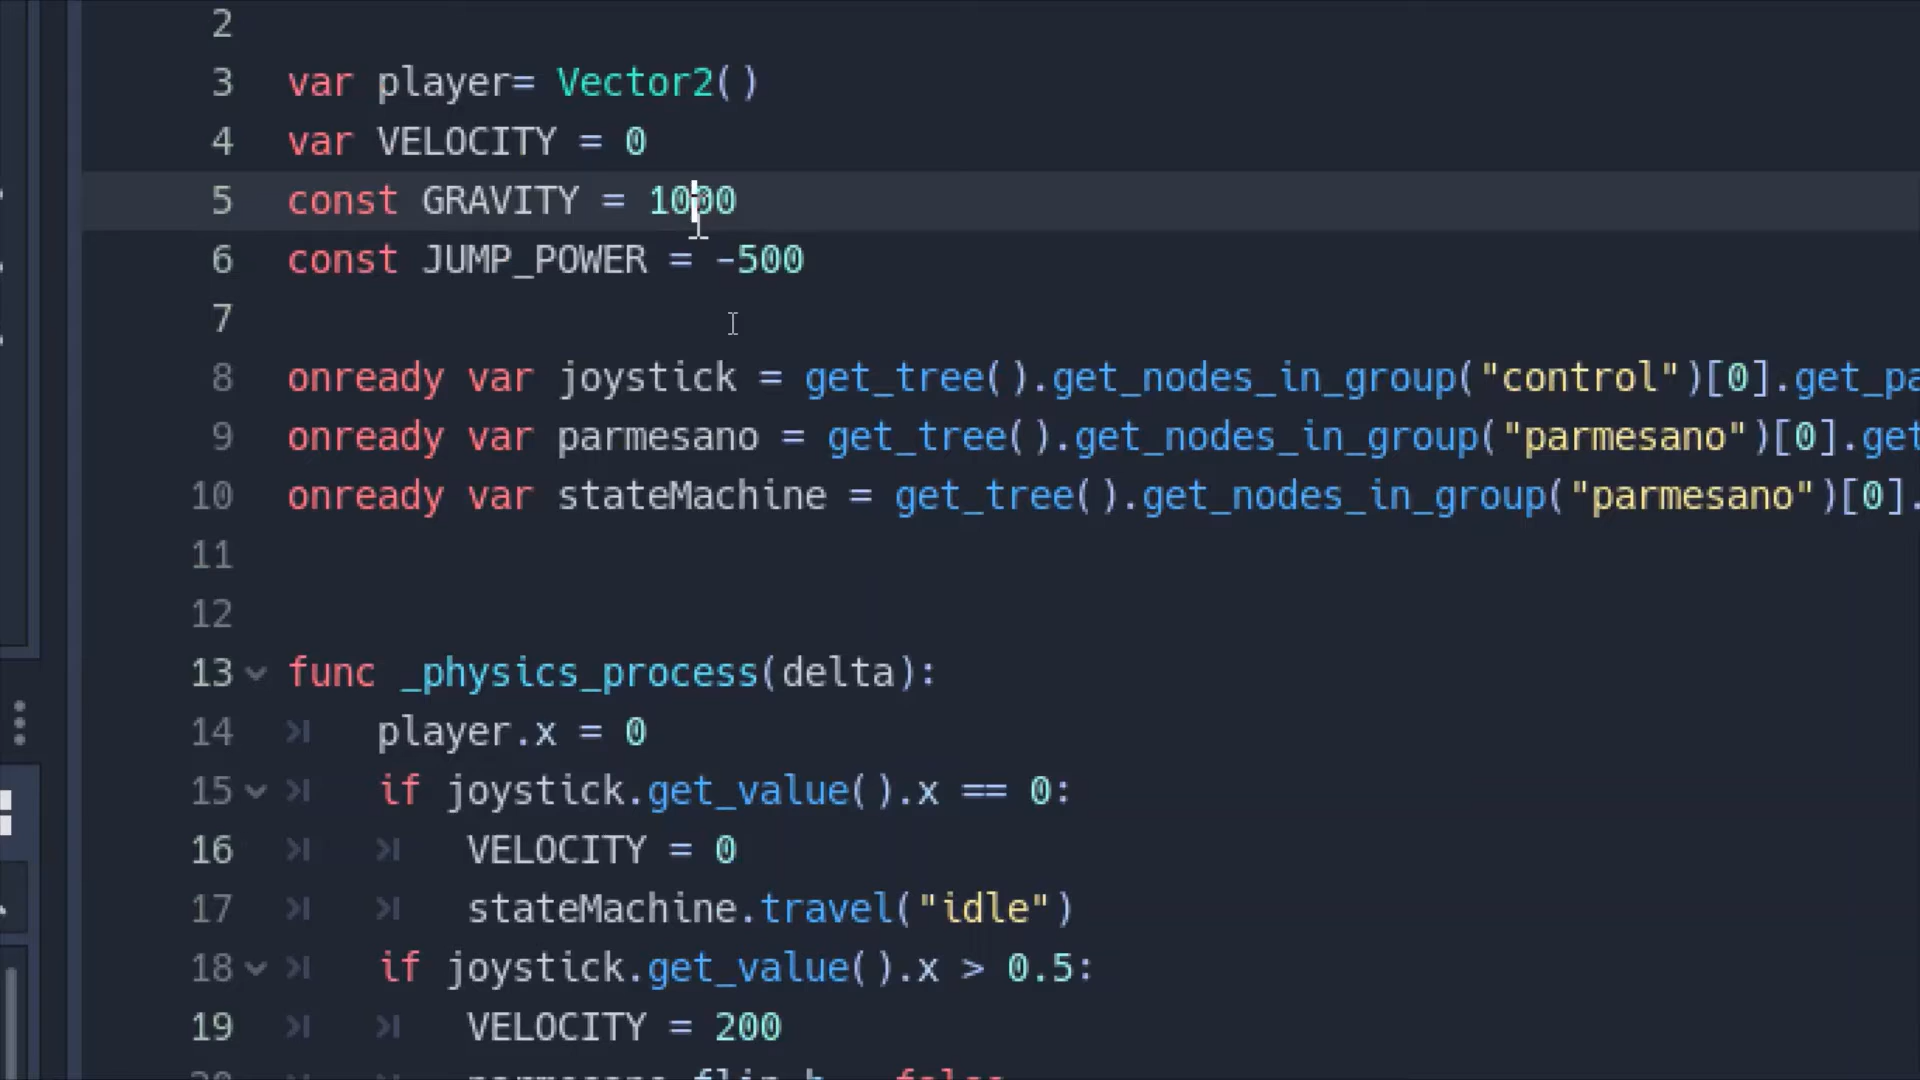 2
3 var player= Vector2()
4 var VELOCITY = 0
5 const GRAVITY = 1000
6 const JUMP_POWER = -500
7
8 onready var joystick = get_tree().get_nodes_in_group("control")[0].get_pa
9 onready var parmesano = get_tree().get_nodes_in_group("parmesano")[0].get
10 onready var stateMachine = get_tree().get_nodes_in_group("parmesano")[0].
11
12
13 func _physics_process(delta):
14 player.x = 0
15 if joystick.get_value().x == 0:
16 VELOCITY = 0
17 stateMachine.travel("idle")
18 if joystick.get_value().x > 0.5:
19 VELOCITY = 200